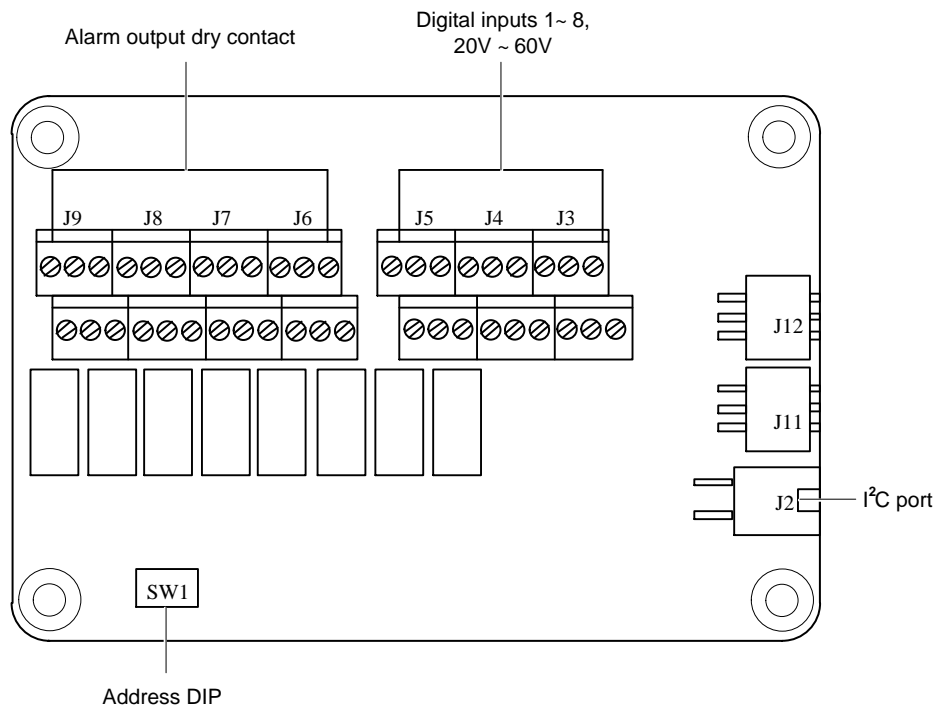 Alarm output dry contact
Digital inputs 1~ 8,
20V ~ 60V
J9 J8 J7 J6 J5 J4 J3
J12
J11
J2
I²C port
SW1
Address DIP